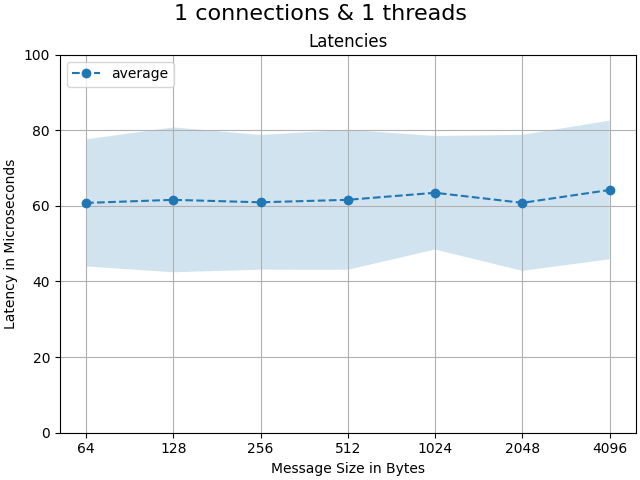 1 connections & 1 threads
Latencies
average
Latency in Microseconds
100
80
60
40
20
0
64 128 256 512 1024 2048 4096
Message Size in Bytes